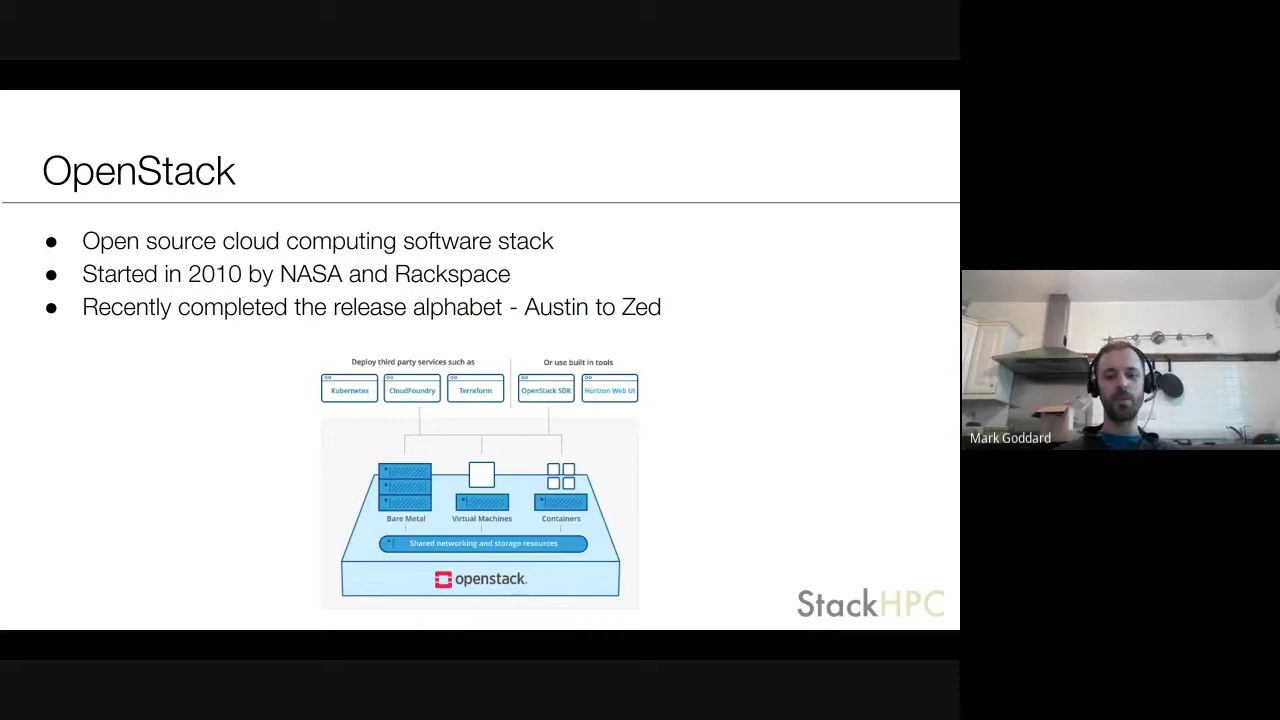 OpenStack
● Open source cloud computing software stack
● Started in 2010 by NASA and Rackspace
● Recently completed the release alphabet - Austin to Zed
Deploy third party services such as
Or use built in tools
Kubernetes
CloudFoundry
Terraform
OpenStack SDK
Horizon Web UI
Bare Metal
Virtual Machines
Containers
Shared networking and storage resources
openstack.
StackHPC
Mark Goddard